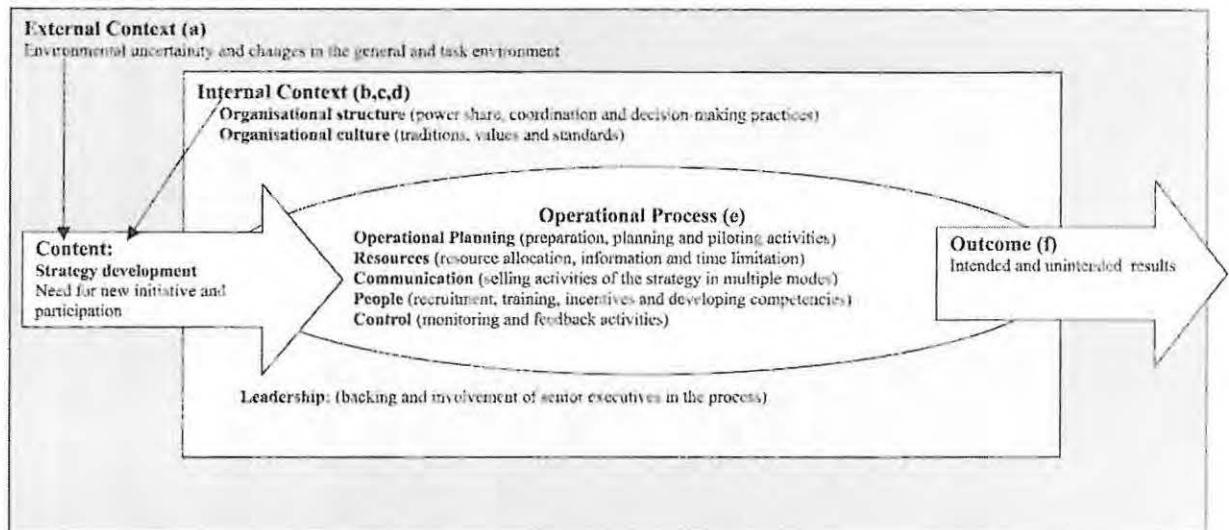 External Context (a)
Environmental uncertainty and changes in the general and task environment
Internal Context (b,c,d)
Organisational structure (power share, coordination and decision making practices)
Organisational culture (traditions, values and standards)
Content:
Strategy development
Need for new initiative and
participation
Operational Process (e)
Operational Planning (preparation, planning and piloting activities)
Resources (resource allocation, information and time limitation)
Communication (selling activities of the strategy in multiple modes)
People (recruitment, training, incentives and developing competencies)
Control (monitoring and feedback activities)
Outcome (f)
Intended and unintended results
Leadership: (backing and involvement of senior executives in the process)